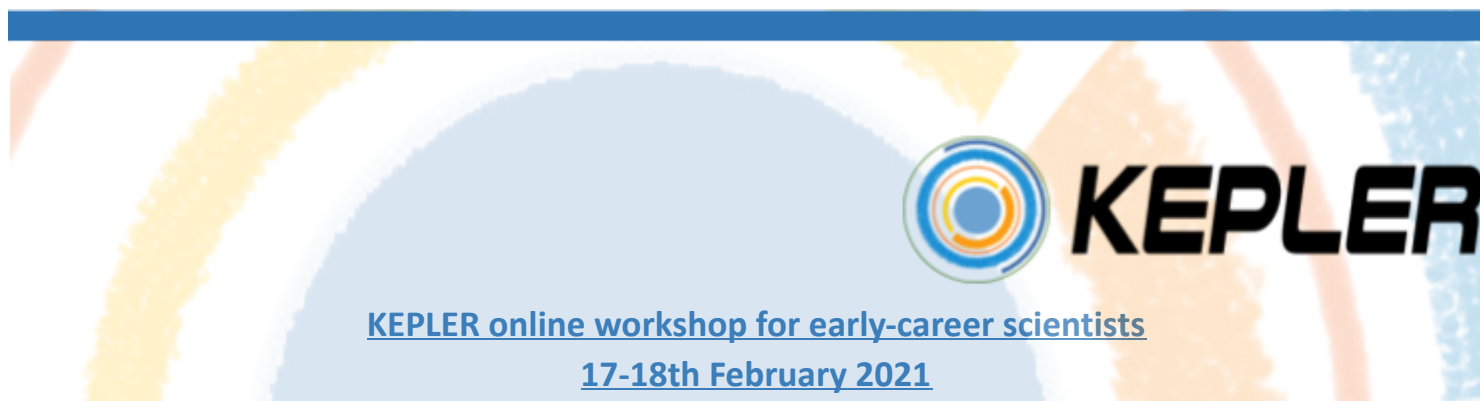 KEPLER
KEPLER online workshop for early-career scientists
17-18th February 2021